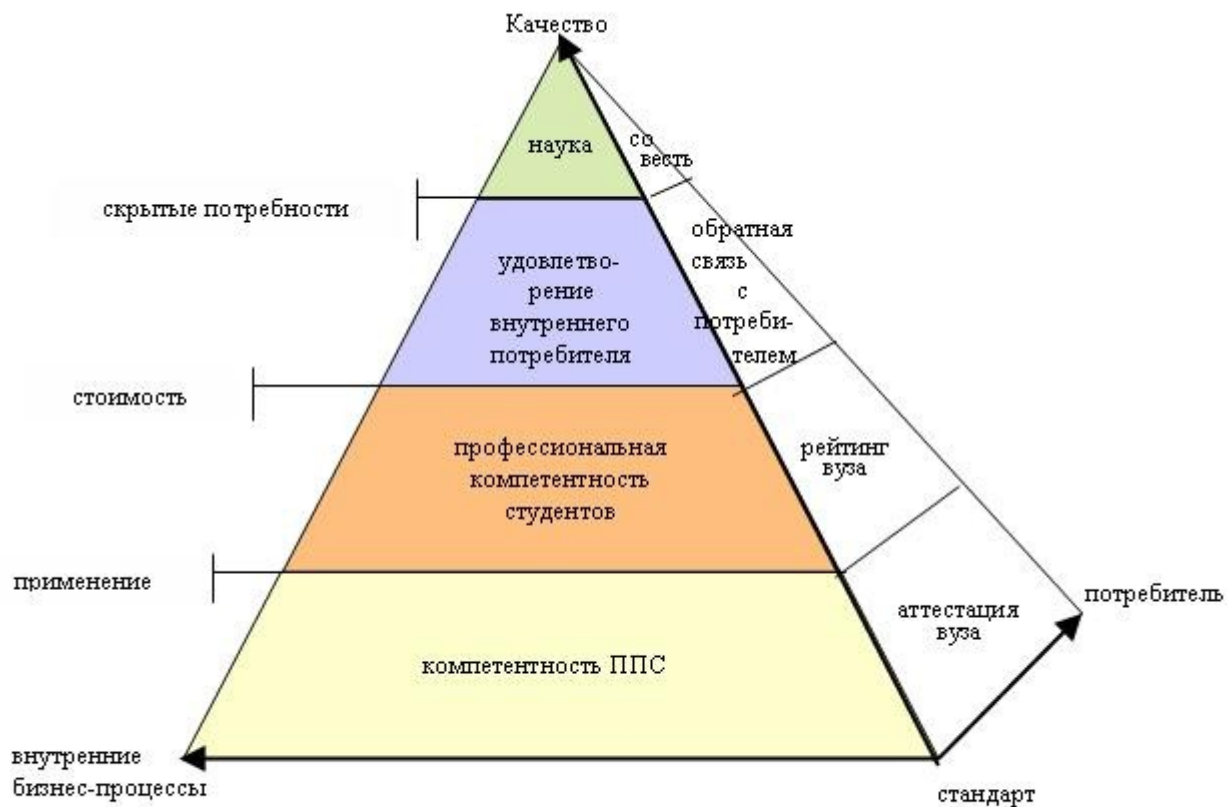 Качество
наука
со
весть
скрытые потребности
удовлетво-
рение
внутреннего
потребителя
обратная
связь
с
потреби-
телем
стоимость
профессиональная
компетентность
студентов
рейтинг
вуза
применение
компетентность ППС
аттестация
вуза
потребитель
внутренние
бизнес-процессы
стандарт